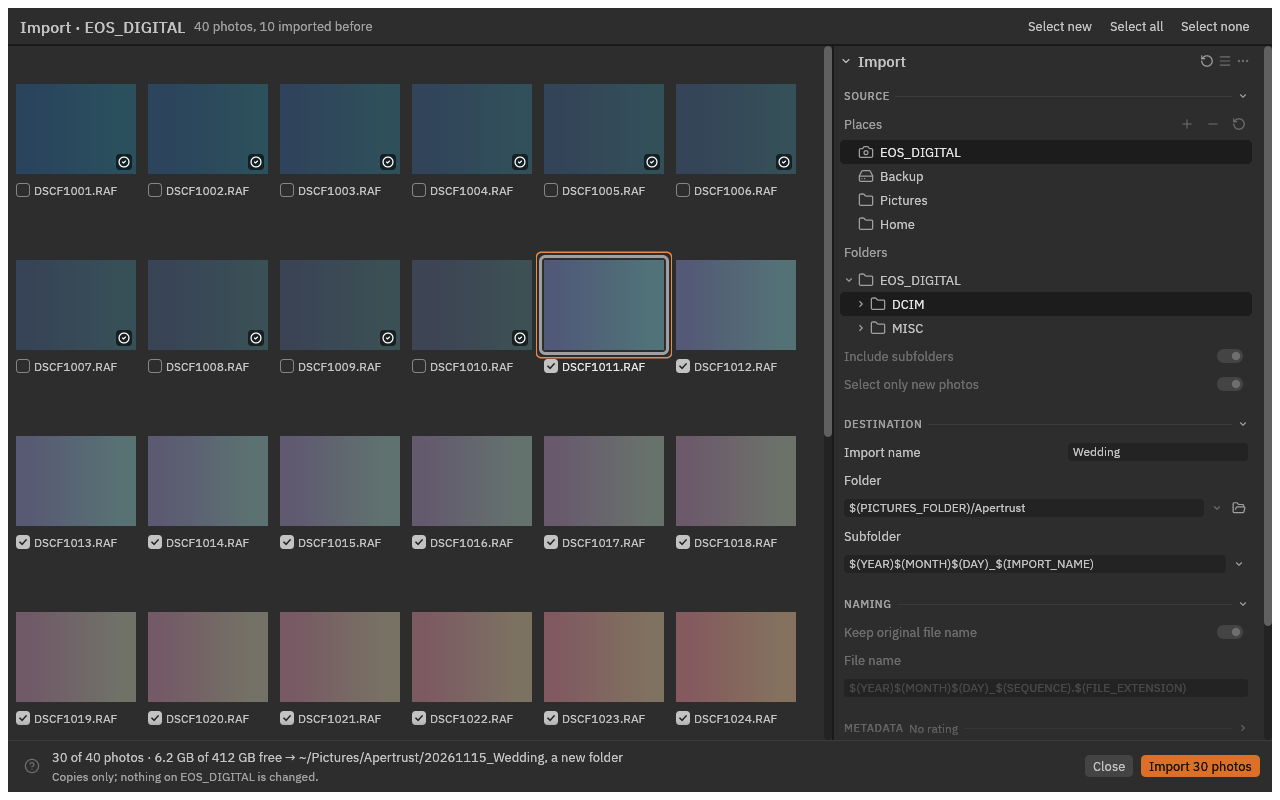 Import · EOS_DIGITAL 40 photos, 10 imported before Select new Select all Select none
DSCF1001.RAF DSCF1002.RAF DSCF1003.RAF DSCF1004.RAF DSCF1005.RAF DSCF1006.RAF
DSCF1007.RAF DSCF1008.RAF DSCF1009.RAF DSCF1010.RAF DSCF1011.RAF DSCF1012.RAF
DSCF1013.RAF DSCF1014.RAF DSCF1015.RAF DSCF1016.RAF DSCF1017.RAF DSCF1018.RAF
DSCF1019.RAF DSCF1020.RAF DSCF1021.RAF DSCF1022.RAF DSCF1023.RAF DSCF1024.RAF
Import
SOURCE
Places
EOS_DIGITAL
Backup
Pictures
Home
Folders
EOS_DIGITAL
DCIM
MISC
Include subfolders
Select only new photos
DESTINATION
Import name Wedding
Folder
$(PICTURES_FOLDER)/Apertrust
Subfolder
$(YEAR)$(MONTH)$(DAY)_$(IMPORT_NAME)
NAMING
Keep original file name
File name
$(YEAR)$(MONTH)$(DAY)_$(SEQUENCE).$(FILE_EXTENSION)
METADATA No rating
30 of 40 photos · 6.2 GB of 412 GB free → ~/Pictures/Apertrust/20261115_Wedding, a new folder
Copies only; nothing on EOS_DIGITAL is changed.
Close Import 30 photos